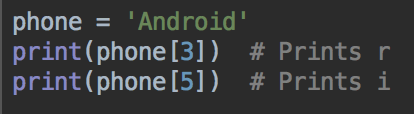 phone = 'Android'
print(phone[3])  # Prints r
print(phone[5])  # Prints i